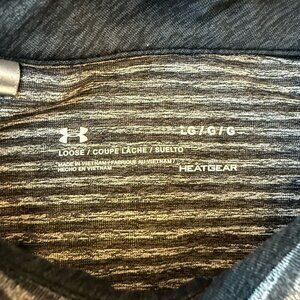 LG / G / G
LOOSE / COUPE LÂCHE / SUELTO
MADE IN VIETNAM / FABRIQUÉ AU VIETNAM /
HECHO EN VIETNAM
HEATGEAR